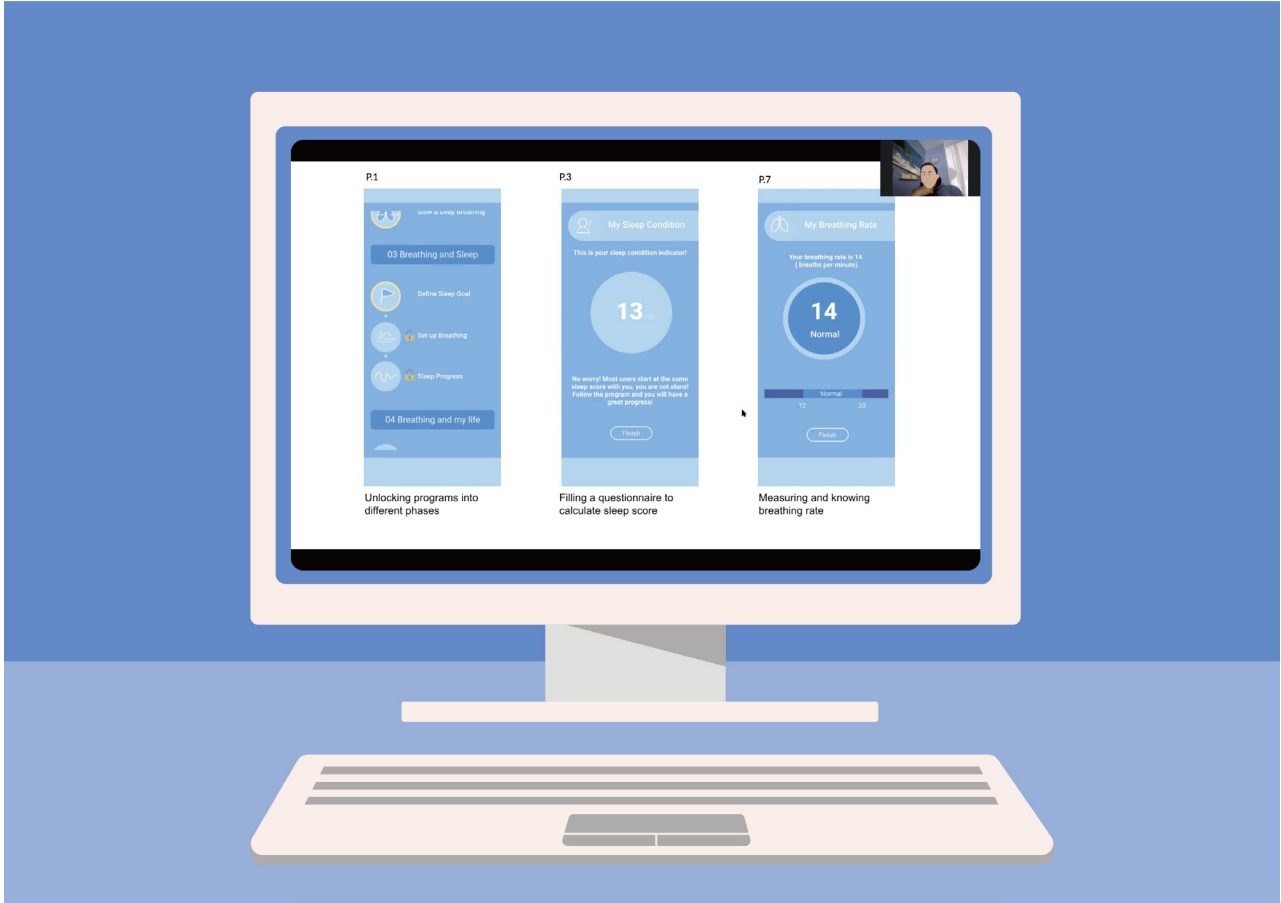 P.1
Slow & Deep Breathing
03 Breathing and Sleep
Define Sleep Goal
Set up Breathing
Sleep Progress
04 Breathing and my life
Unlocking programs into
different phases
P.3
My Sleep Condition
This is your sleep condition indicator!
13
No worry! Most users start at the same
sleep score with you, you are not alone!
Follow the program and you will have a
great progress!
Finish
Filling a questionnaire to
calculate sleep score
P.7
My Breathing Rate
Your breathing rate is 14
( breaths per minute)
14
Normal
Normal
12
20
Finish
Measuring and knowing
breathing rate